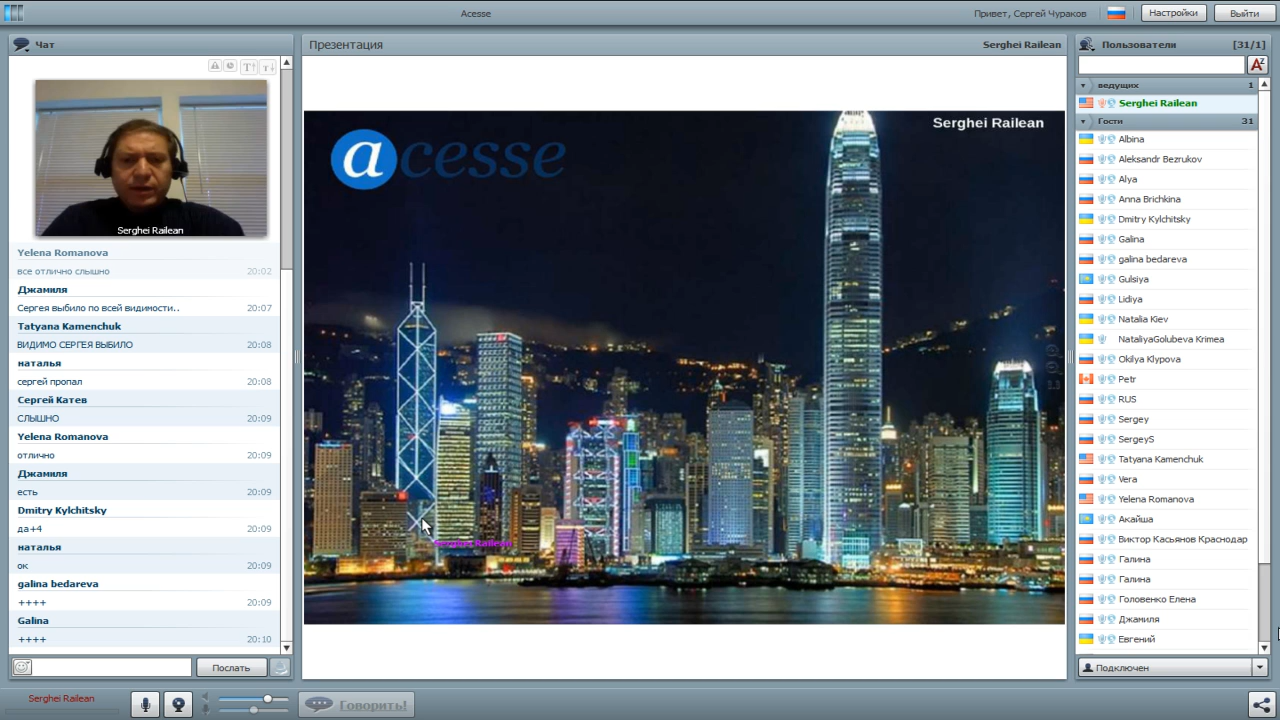 Acesse
Привет, Сергей Чураков
Настройки
Выйти
Чат
Serghei Railean
Yelena Romanova
все отлично слышно 20:02
Джамиля
Сергея выбило по всей видимости.. 20:07
Tatyana Kamenchuk
ВИДИМО СЕРГЕЯ ВЫБИЛО 20:08
наталья
сергей пропал 20:08
Сергей Катев
СЛЫШНО 20:09
Yelena Romanova
отлично 20:09
Джамиля
есть 20:09
Dmitry Kylchitsky
да+4 20:09
наталья
ок 20:09
galina bedareva
++++ 20:09
Galina
++++ 20:10
Послать
Презентация Serghei Railean
acesse
Serghei Railean
Serghei Railean
Пользователи [31/1]
ведущих 1
Serghei Railean
Гости 31
Albina
Aleksandr Bezrukov
Alya
Anna Brichkina
Dmitry Kylchitsky
Galina
galina bedareva
Gulsiya
Lidiya
Natalia Kiev
NataliyaGolubeva Krimea
Okilya Klypova
Petr
RUS
Sergey
SergeyS
Tatyana Kamenchuk
Vera
Yelena Romanova
Акайша
Виктор Касьянов Краснодар
Галина
Галина
Головенко Елена
Джамиля
Евгений
Подключен
Serghei Railean
Говорить!